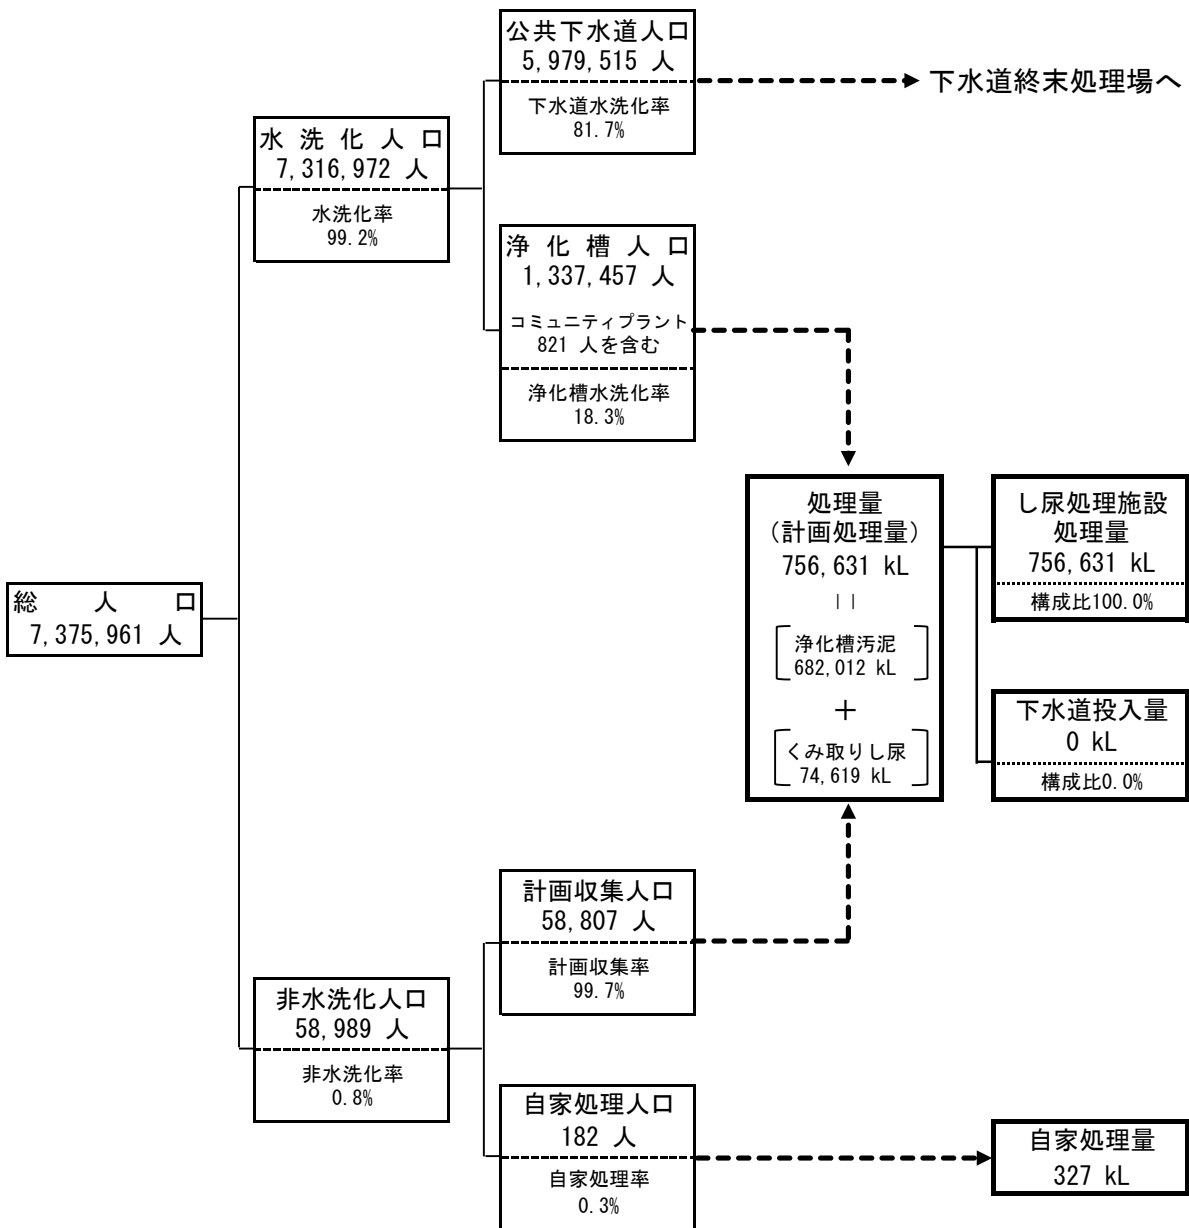 公共下水道人口
5,979,515 人
下水道水洗化率
81.7%
下水道終末処理場へ
水洗化人口
7,316,972 人
水洗化率
99.2%
浄化槽人口
1,337,457 人
コミュニティプラント
821 人を含む
浄化槽水洗化率
18.3%
総人口
7,375,961 人
処理量
(計画処理量)
756,631 kL
||
浄化槽汚泥
682,012 kL
+
くみ取りし尿
74,619 kL
し尿処理施設
処理量
756,631 kL
構成比100.0%
下水道投入量
0 kL
構成比0.0%
計画収集人口
58,807 人
計画収集率
99.7%
非水洗化人口
58,989 人
非水洗化率
0.8%
自家処理人口
182 人
自家処理率
0.3%
自家処理量
327 kL